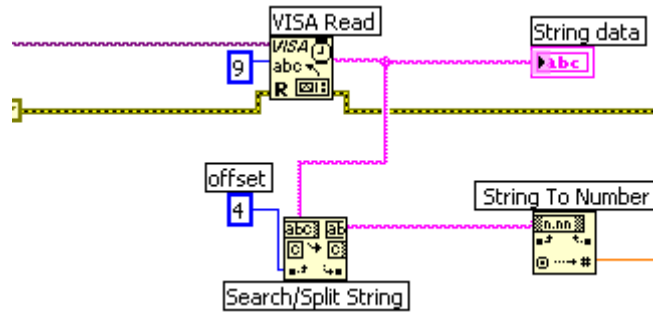 VISA Read
String data
VISA
abc
9
R
abc
offset
4
String To Number
abc
ab
C
C
n.nn
#
Search/Split String